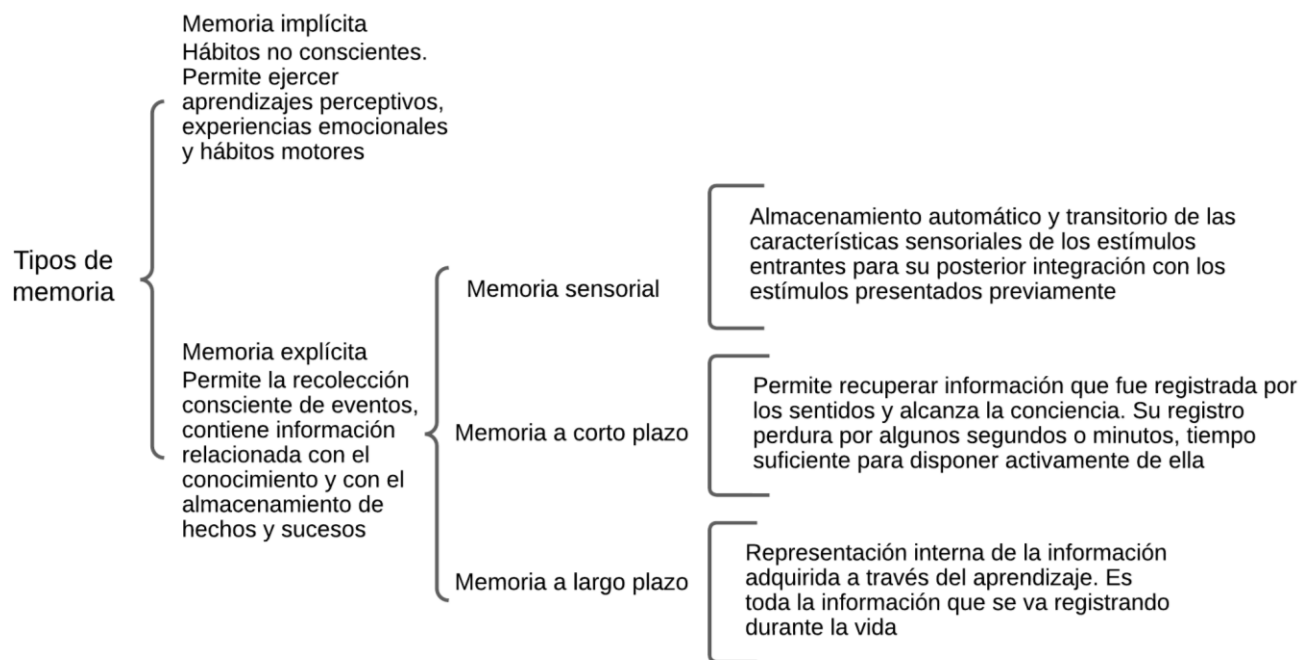 Tipos de
memoria
Memoria implícita
Hábitos no conscientes.
Permite ejercer
aprendizajes perceptivos,
experiencias emocionales
y hábitos motores
Memoria explícita
Permite la recolección
consciente de eventos,
contiene información
relacionada con el
conocimiento y con el
almacenamiento de
hechos y sucesos
Memoria sensorial
Almacenamiento automático y transitorio de las
características sensoriales de los estímulos
entrantes para su posterior integración con los
estímulos presentados previamente
Memoria a corto plazo
Permite recuperar información que fue registrada por
los sentidos y alcanza la conciencia. Su registro
perdura por algunos segundos o minutos, tiempo
suficiente para disponer activamente de ella
Memoria a largo plazo
Representación interna de la información
adquirida a través del aprendizaje. Es
toda la información que se va registrando
durante la vida